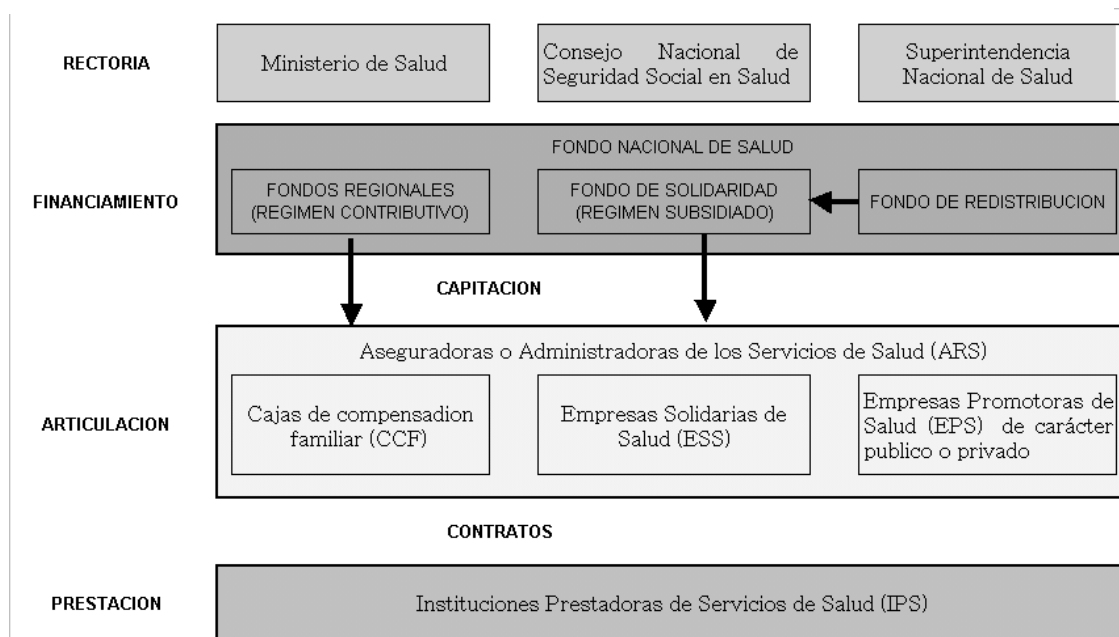 RECTORIA
Ministerio de Salud
Consejo Nacional de
Seguridad Social en Salud
Superintendencia
Nacional de Salud
FONDO NACIONAL DE SALUD
FINANCIAMIENTO
FONDOS REGIONALES
(REGIMEN CONTRIBUTIVO)
FONDO DE SOLIDARIDAD
(REGIMEN SUBSIDIADO)
FONDO DE REDISTRIBUCION
CAPITACION
Aseguradoras o Administradoras de los Servicios de Salud (ARS)
ARTICULACION
Cajas de compensadion
familiar (CCF)
Empresas Solidarias de
Salud (ESS)
Empresas Promotoras de
Salud (EPS) de carácter
publico o privado
CONTRATOS
PRESTACION
Instituciones Prestadoras de Servicios de Salud (IPS)